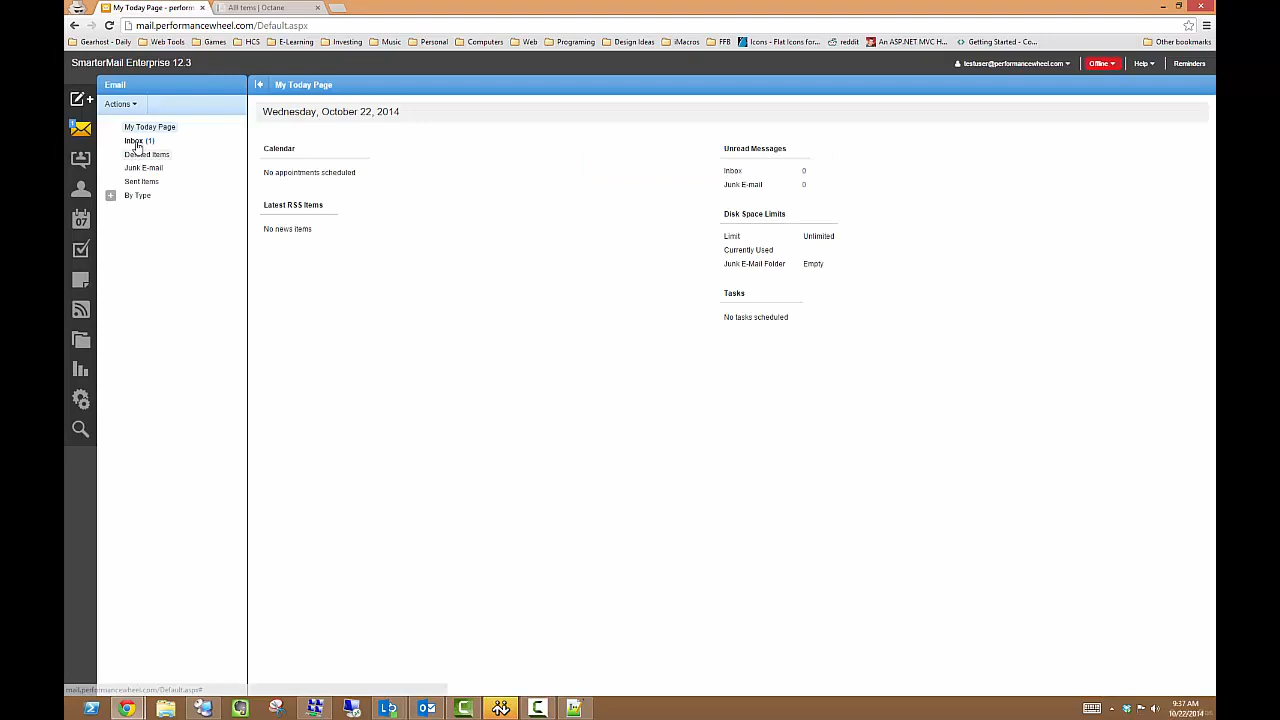 My Today Page - perform
All Items | Octane
mail.performancewheel.com/Default.aspx
Gearhost - Daily Web Tools Games HCS E-Learning Investing Music Personal Computers Web Programing Design Ideas iMacros FFB Icons - Flat Icons for... reddit An ASP.NET MVC H... Getting Started - Co... Other bookmarks
SmarterMail Enterprise 12.3
testuser@performancewheel.com Offline Help Reminders
Email
My Today Page
Actions
Wednesday, October 22, 2014
My Today Page
Inbox (1)
Deleted Items
Junk E-mail
Sent Items
By Type
07
Calendar
No appointments scheduled
Latest RSS Items
No news items
Unread Messages
Inbox 0
Junk E-mail 0
Disk Space Limits
Limit Unlimited
Currently Used
Junk E-Mail Folder Empty
Tasks
No tasks scheduled
mail.performancewheel.com/Default.aspx#
9:37 AM
10/22/2014